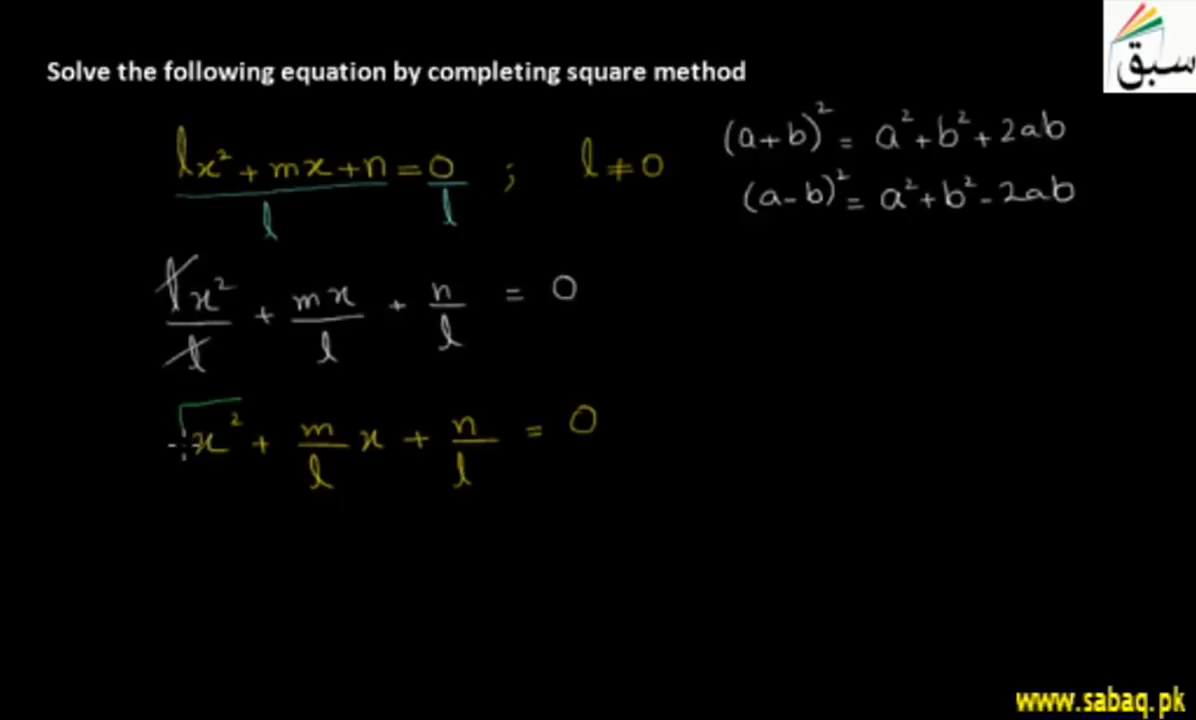 سبق
Solve the following equation by completing square method
(a+b)² = a²+b²+2ab
lx²+mx+n=0 ; l≠0
l l
(a-b)² = a²+b²-2ab
lx²/l + mx/l + n/l = 0
x² + m/l x + n/l = 0
www.sabaq.pk